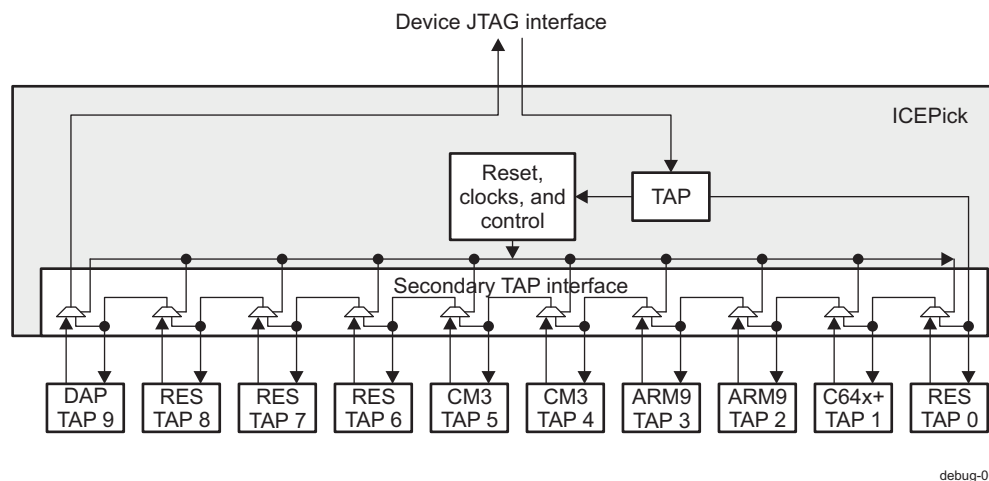 Device JTAG interface
ICEPick
Reset,
clocks, and
control
TAP
Secondary TAP interface
DAP
TAP 9
RES
TAP 8
RES
TAP 7
RES
TAP 6
CM3
TAP 5
CM3
TAP 4
ARM9
TAP 3
ARM9
TAP 2
C64x+
TAP 1
RES
TAP 0
debug-0